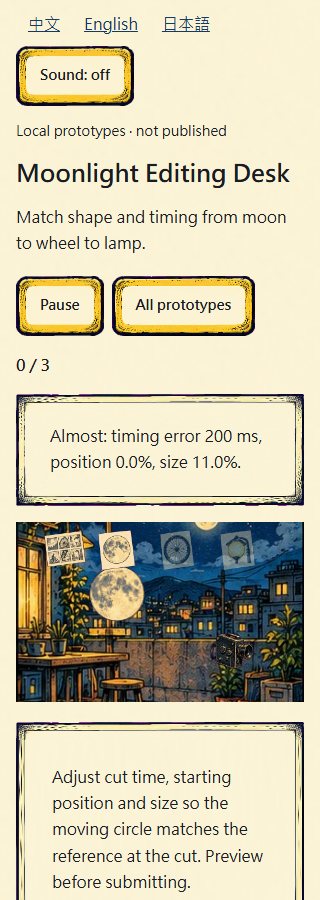 中文 English 日本語
Sound: off
Local prototypes · not published
Moonlight Editing Desk
Match shape and timing from moon
to wheel to lamp.
Pause All prototypes
0 / 3
Almost: timing error 200 ms,
position 0.0%, size 11.0%.
Adjust cut time, starting
position and size so the
moving circle matches the
reference at the cut. Preview
before submitting.